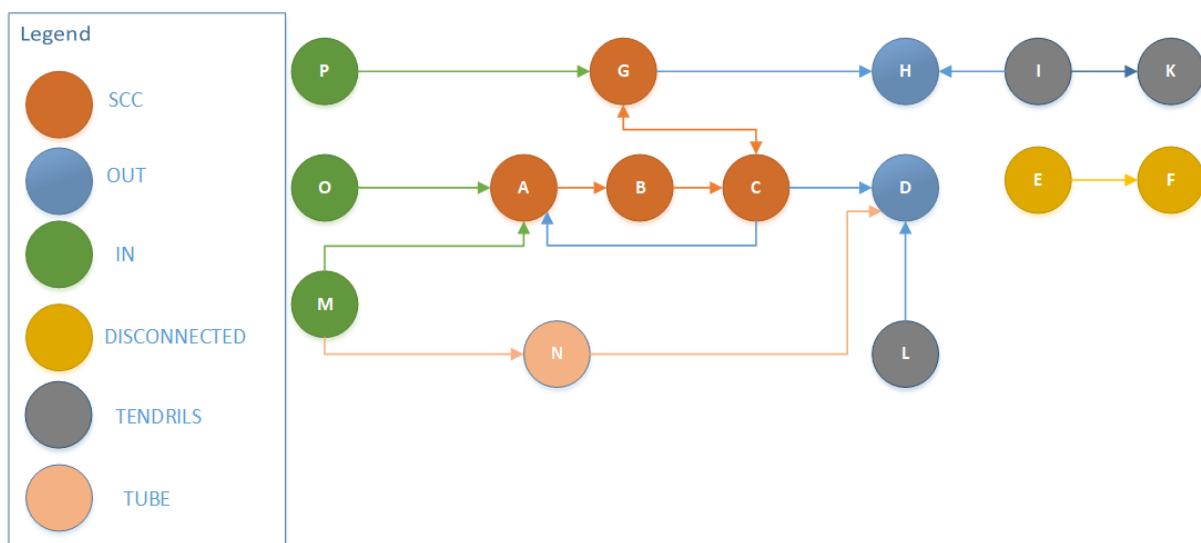 Legend
SCC
OUT
IN
DISCONNECTED
TENDRILS
TUBE
P G H I K
O A B C D E F
M
N L